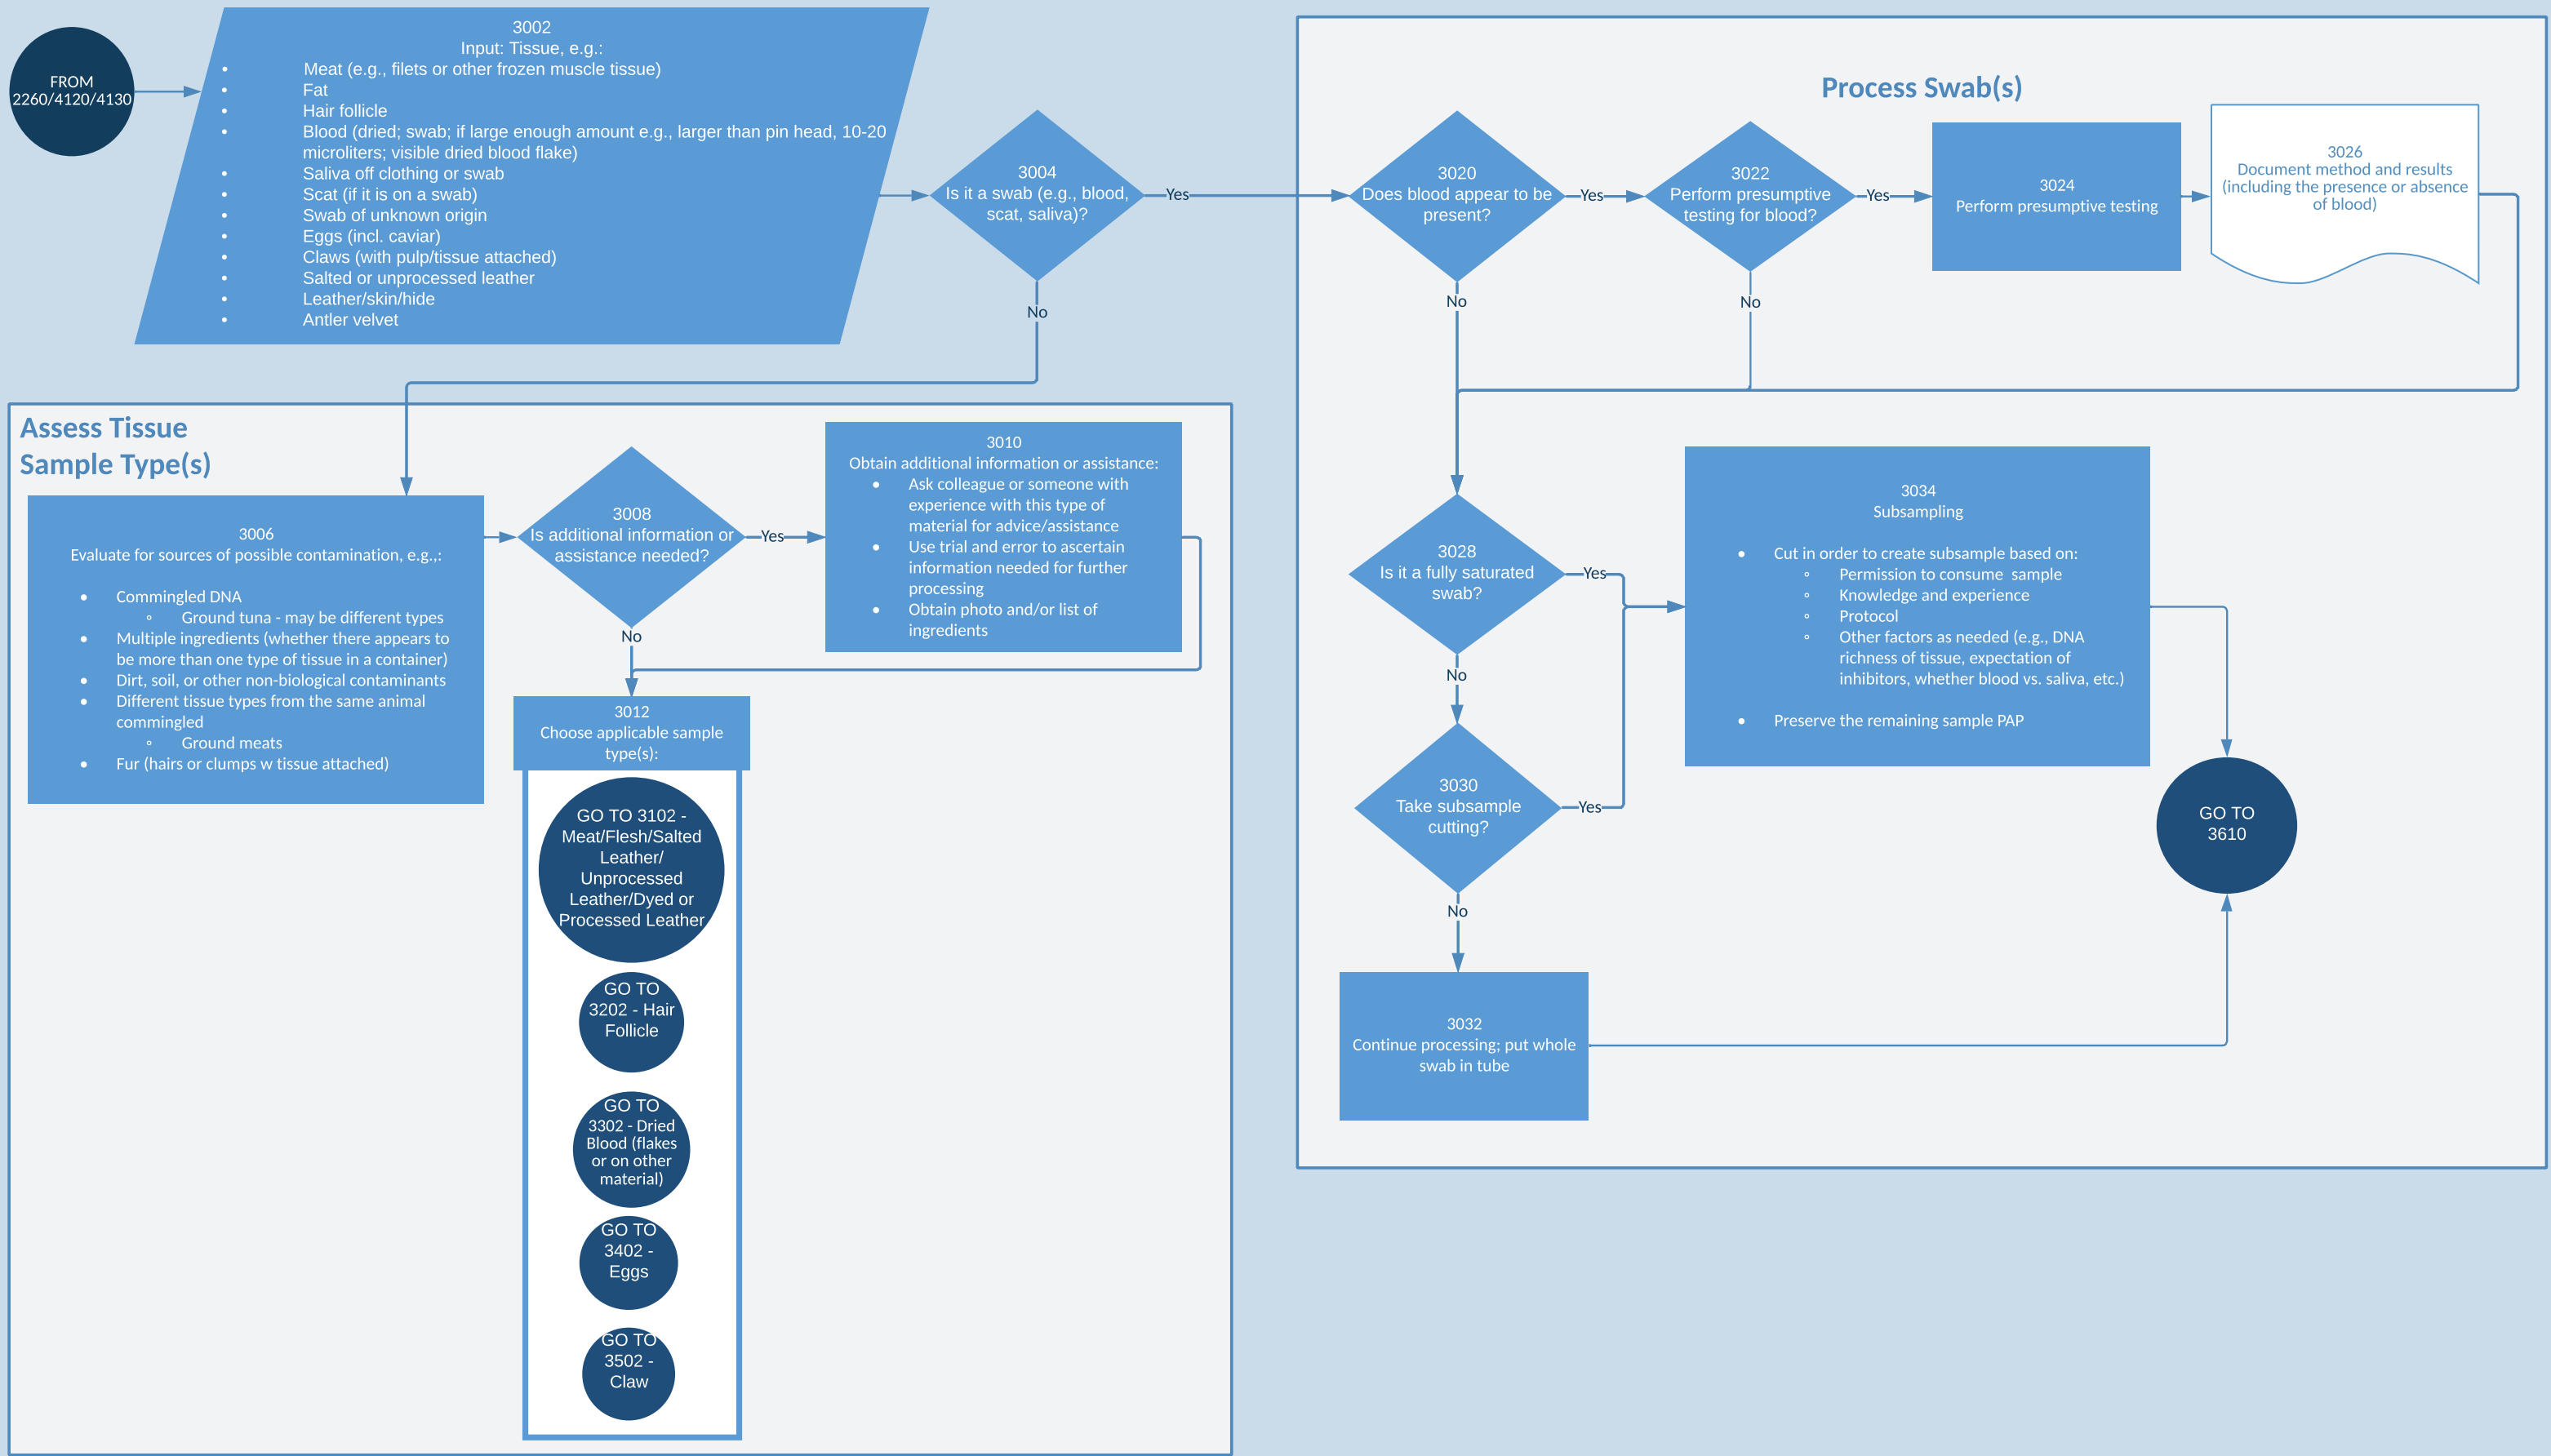 FROM
2260/4120/4130
3002
Input: Tissue, e.g.:
• Meat (e.g., filets or other frozen muscle tissue)
• Fat
• Hair follicle
• Blood (dried; swab; if large enough amount e.g., larger than pin head, 10-20
microliters; visible dried blood flake)
• Saliva off clothing or swab
• Scat (if it is on a swab)
• Swab of unknown origin
• Eggs (incl. caviar)
• Claws (with pulp/tissue attached)
• Salted or unprocessed leather
• Leather/skin/hide
• Antler velvet
3004
Is it a swab (e.g., blood,
scat, saliva)?
Yes
No
Process Swab(s)
3020
Does blood appear to be
present?
Yes
No
3022
Perform presumptive
testing for blood?
Yes
No
3024
Perform presumptive testing
3026
Document method and results
(including the presence or absence
of blood)
3028
Is it a fully saturated
swab?
Yes
No
3030
Take subsample
cutting?
Yes
No
3032
Continue processing; put whole
swab in tube
3034
Subsampling
• Cut in order to create subsample based on:
◦ Permission to consume  sample
◦ Knowledge and experience
◦ Protocol
◦ Other factors as needed (e.g., DNA
richness of tissue, expectation of
inhibitors, whether blood vs. saliva, etc.)
• Preserve the remaining sample PAP
GO TO
3610
Assess Tissue
Sample Type(s)
3006
Evaluate for sources of possible contamination, e.g.,:
• Commingled DNA
◦ Ground tuna - may be different types
• Multiple ingredients (whether there appears to
be more than one type of tissue in a container)
• Dirt, soil, or other non-biological contaminants
• Different tissue types from the same animal
commingled
◦ Ground meats
• Fur (hairs or clumps w tissue attached)
3008
Is additional information or
assistance needed?
Yes
No
3010
Obtain additional information or assistance:
• Ask colleague or someone with
experience with this type of
material for advice/assistance
• Use trial and error to ascertain
information needed for further
processing
• Obtain photo and/or list of
ingredients
3012
Choose applicable sample
type(s):
GO TO 3102 -
Meat/Flesh/Salted
Leather/
Unprocessed
Leather/Dyed or
Processed Leather
GO TO
3202 - Hair
Follicle
GO TO
3302 - Dried
Blood (flakes
or on other
material)
GO TO
3402 -
Eggs
GO TO
3502 -
Claw